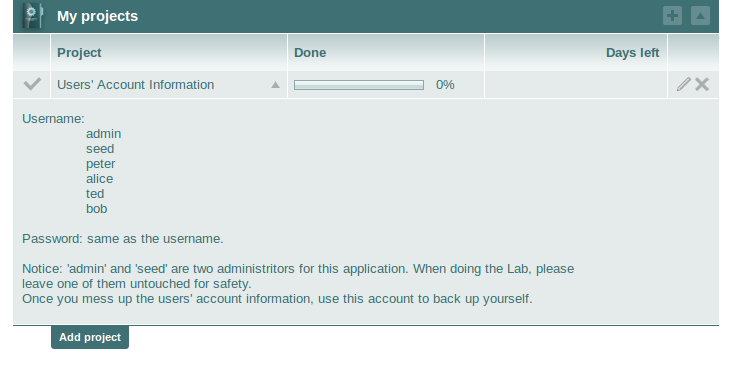 My projects
Project Done Days left
Users' Account Information 0%
Username:
admin
seed
peter
alice
ted
bob
Password: same as the username.
Notice: 'admin' and 'seed' are two administritors for this application. When doing the Lab, please
leave one of them untouched for safety.
Once you mess up the users' account information, use this account to back up yourself.
Add project